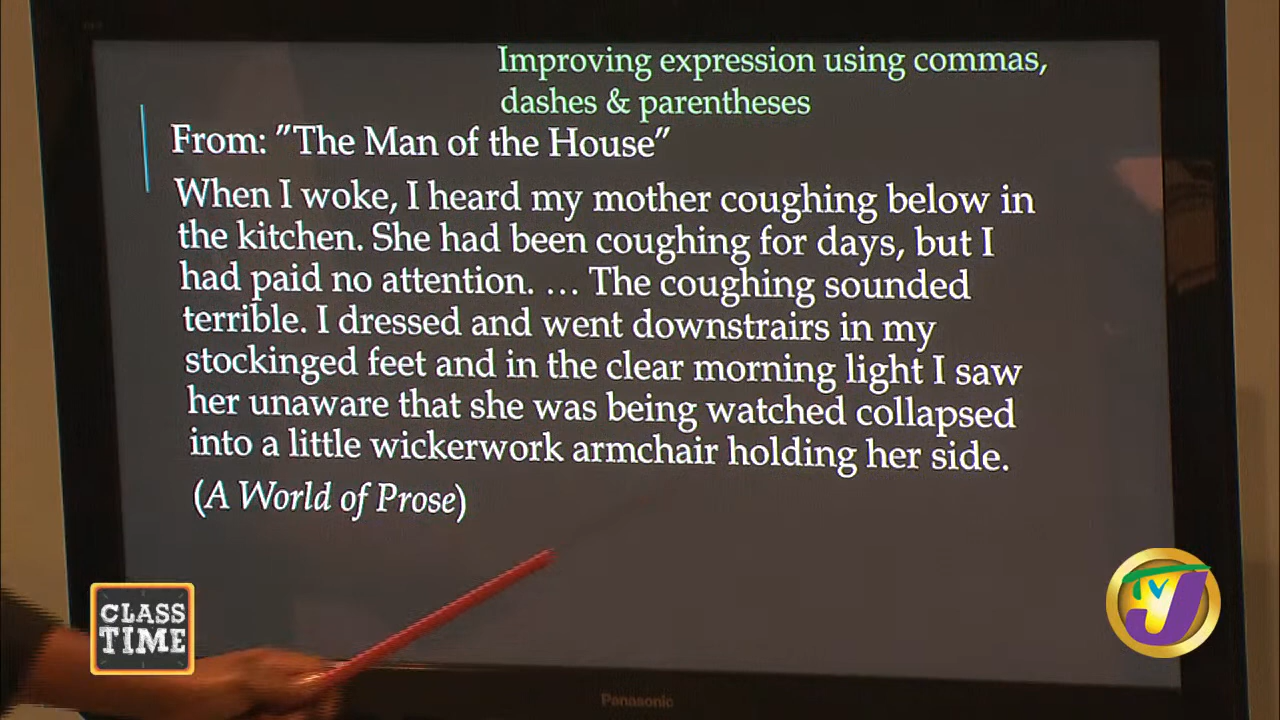 Improving expression using commas,
dashes & parentheses
From: "The Man of the House"
When I woke, I heard my mother coughing below in
the kitchen. She had been coughing for days, but I
had paid no attention. … The coughing sounded
terrible. I dressed and went downstrairs in my
stockinged feet and in the clear morning light I saw
her unaware that she was being watched collapsed
into a little wickerwork armchair holding her side.
(A World of Prose)
CLASS
TIME
TVJ
Panasonic